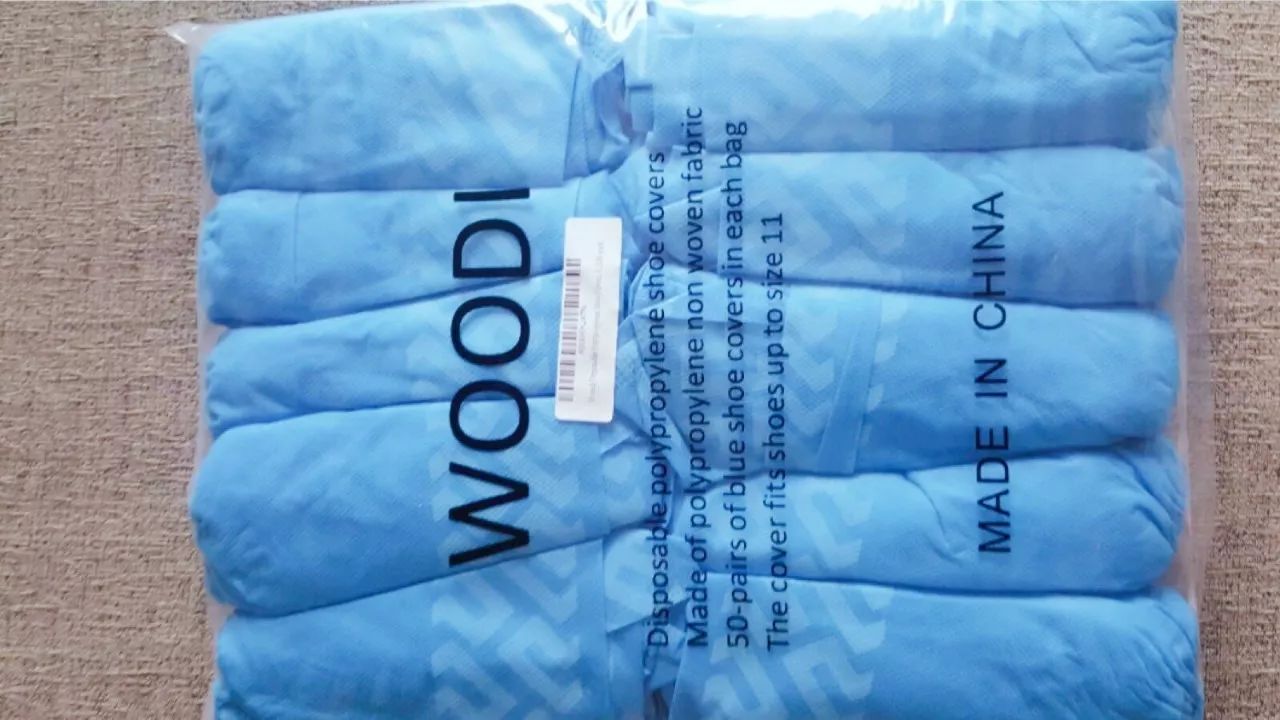 WOODI
Disposable polypropylene shoe covers
Made of polypropylene non woven fabric
50-pairs of blue shoe covers in each bag
The cover fits shoes up to size 11
MADE IN CHINA